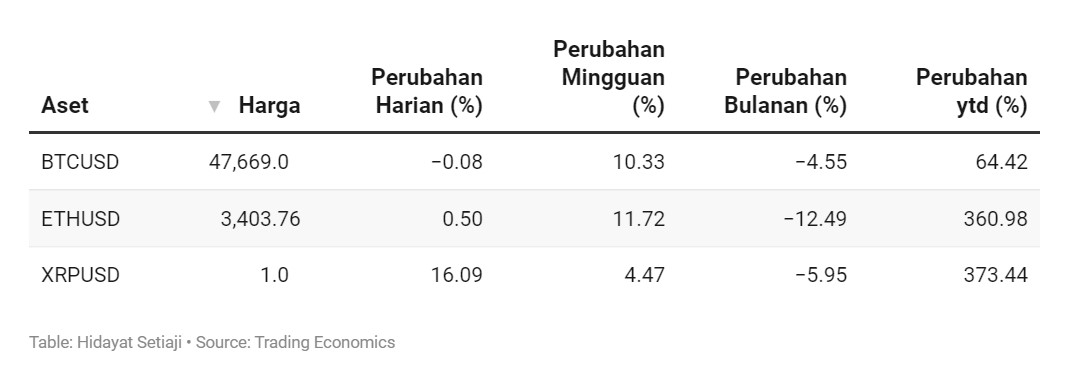 Aset ▼ Harga Perubahan Harian (%) Perubahan Mingguan (%) Perubahan Bulanan (%) Perubahan ytd (%)
BTCUSD 47,669.0 −0.08 10.33 −4.55 64.42
ETHUSD 3,403.76 0.50 11.72 −12.49 360.98
XRPUSD 1.0 16.09 4.47 −5.95 373.44
Table: Hidayat Setiaji • Source: Trading Economics